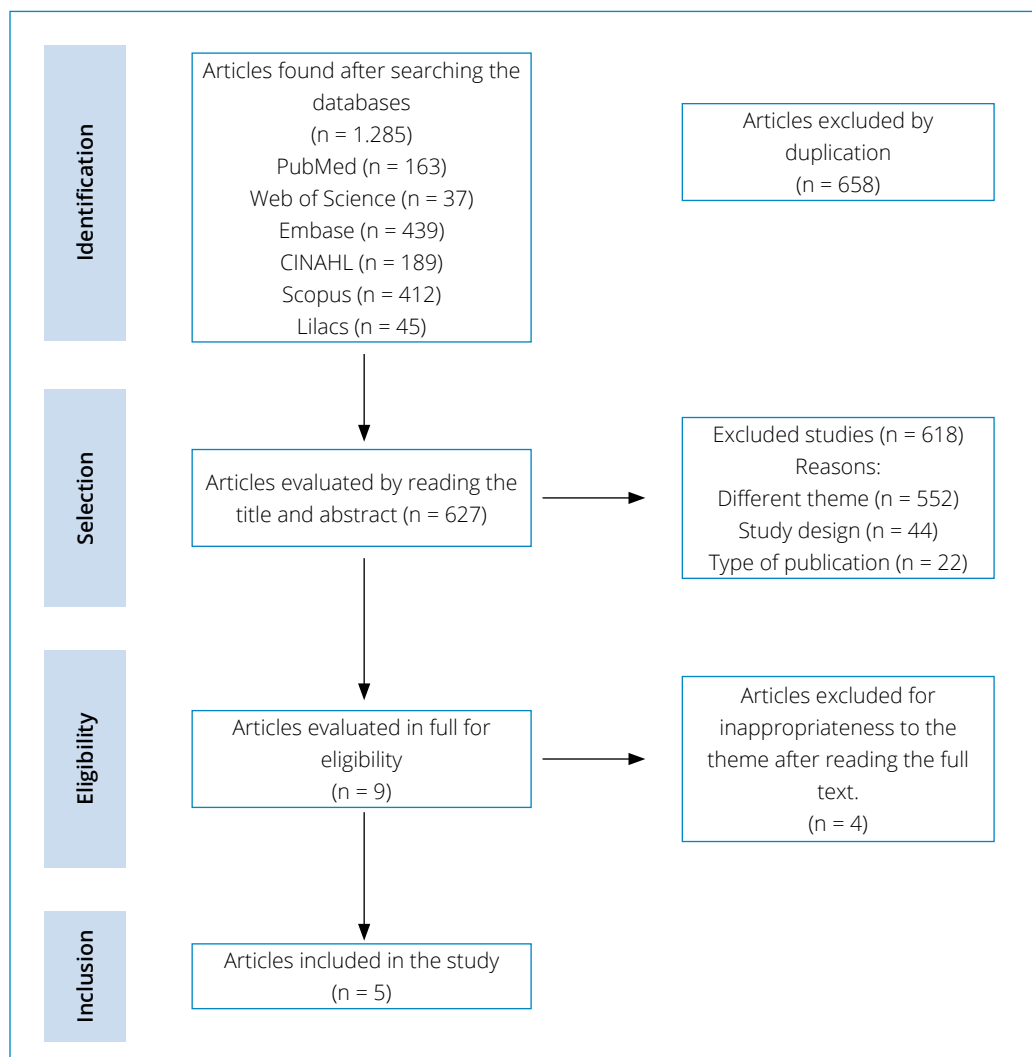 Identification
Articles found after searching the
databases
(n = 1.285)
PubMed (n = 163)
Web of Science (n = 37)
Embase (n = 439)
CINAHL (n = 189)
Scopus (n = 412)
Lilacs (n = 45)
Articles excluded by
duplication
(n = 658)
Selection
Articles evaluated by reading the
title and abstract (n = 627)
Excluded studies (n = 618)
Reasons:
Different theme (n = 552)
Study design (n = 44)
Type of publication (n = 22)
Eligibility
Articles evaluated in full for
eligibility
(n = 9)
Articles excluded for
inappropriateness to the
theme after reading the full
text.
(n = 4)
Inclusion
Articles included in the study
(n = 5)